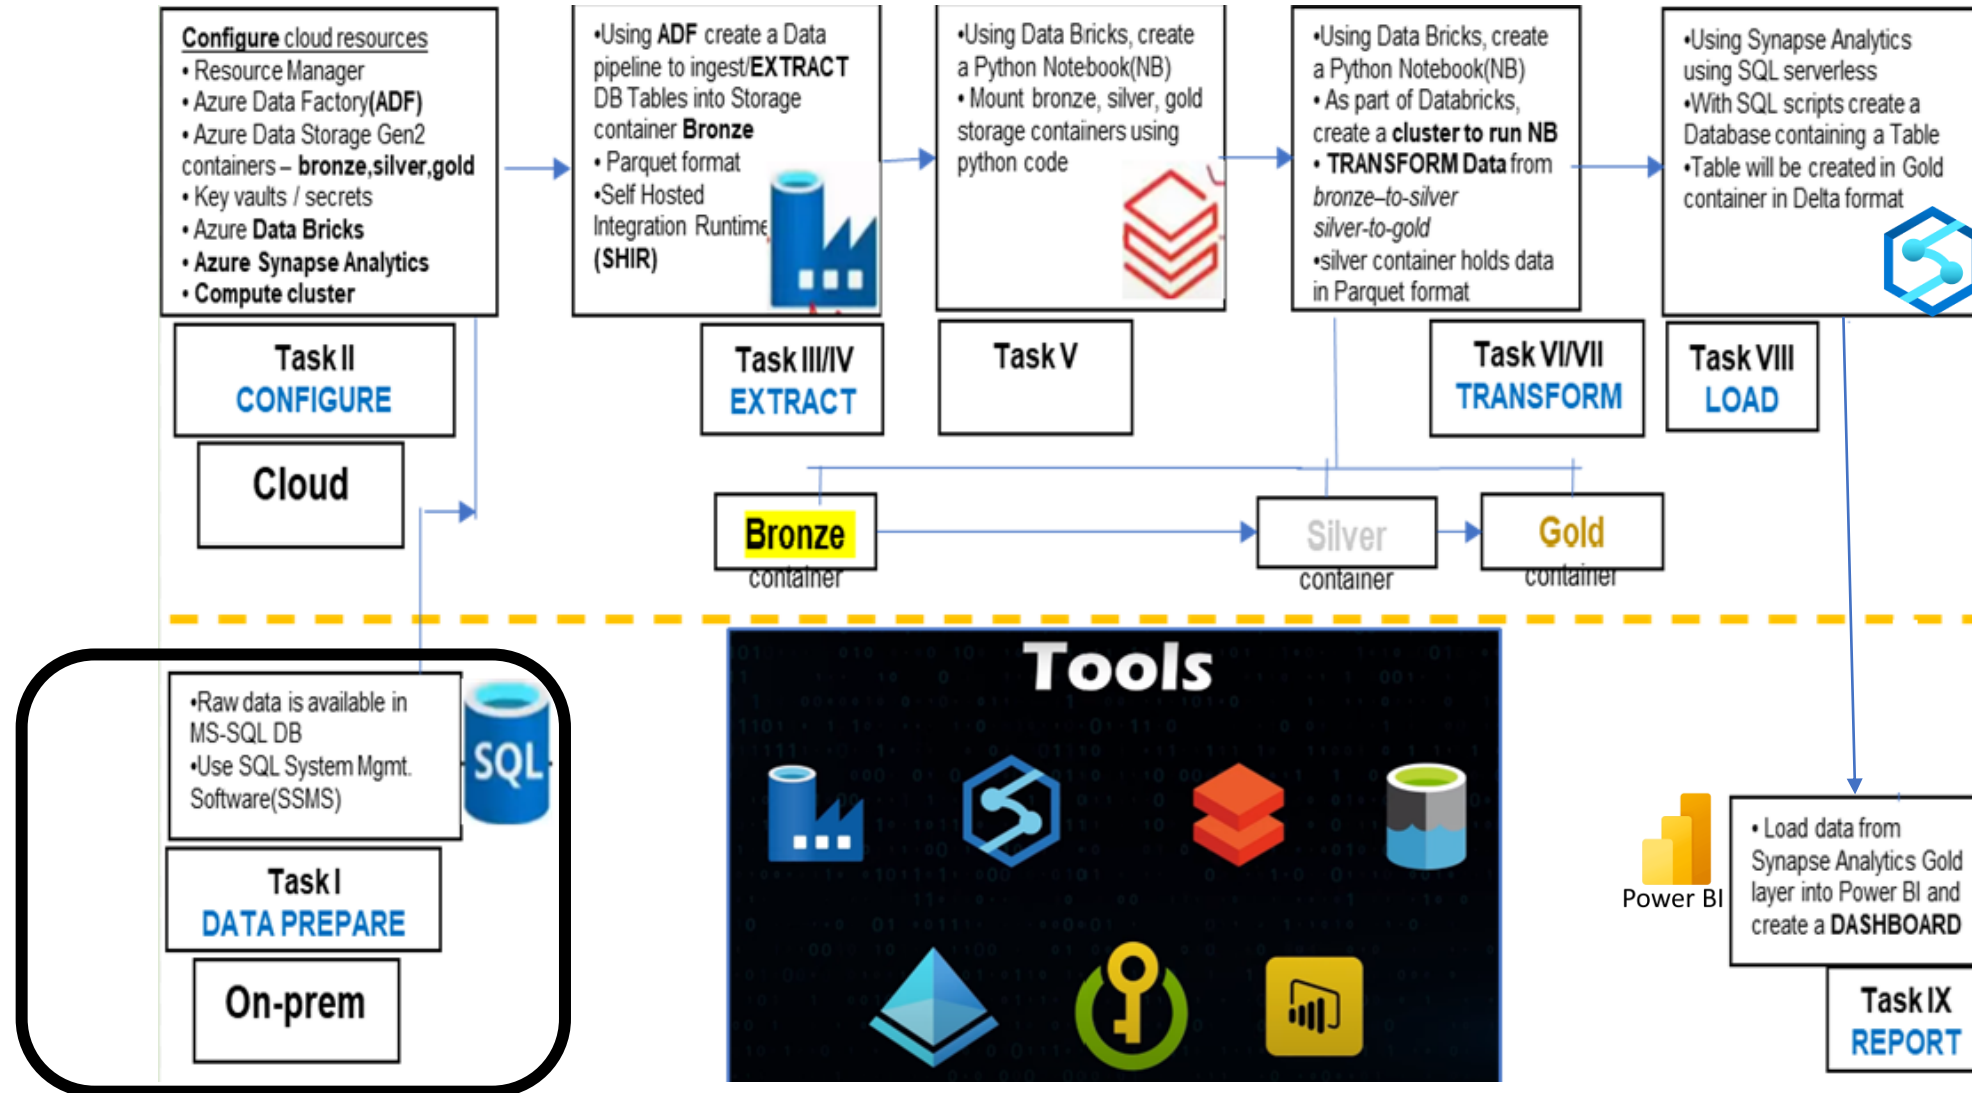 Configure cloud resources
• Resource Manager
• Azure Data Factory(ADF)
• Azure Data Storage Gen2
containers – bronze,silver,gold
• Key vaults / secrets
• Azure Data Bricks
• Azure Synapse Analytics
• Compute cluster
Task II
CONFIGURE
Cloud
•Using ADF create a Data
pipeline to ingest/EXTRACT
DB Tables into Storage
container Bronze
• Parquet format
•Self Hosted
Integration Runtime
(SHIR)
Task III/IV
EXTRACT
•Using Data Bricks, create
a Python Notebook(NB)
• Mount bronze, silver, gold
storage containers using
python code
Task V
•Using Data Bricks, create
a Python Notebook(NB)
• As part of Databricks,
create a cluster to run NB
• TRANSFORM Data from
bronze–to-silver
silver-to-gold
•silver container holds data
in Parquet format
Task VI/VII
TRANSFORM
•Using Synapse Analytics
using SQL serverless
•With SQL scripts create a
Database containing a Table
•Table will be created in Gold
container in Delta format
Task VIII
LOAD
Bronze
container
Silver
container
Gold
container
•Raw data is available in
MS-SQL DB
•Use SQL System Mgmt.
Software(SSMS)
SQL
Task I
DATA PREPARE
On-prem
Tools
Power BI
• Load data from
Synapse Analytics Gold
layer into Power BI and
create a DASHBOARD
Task IX
REPORT